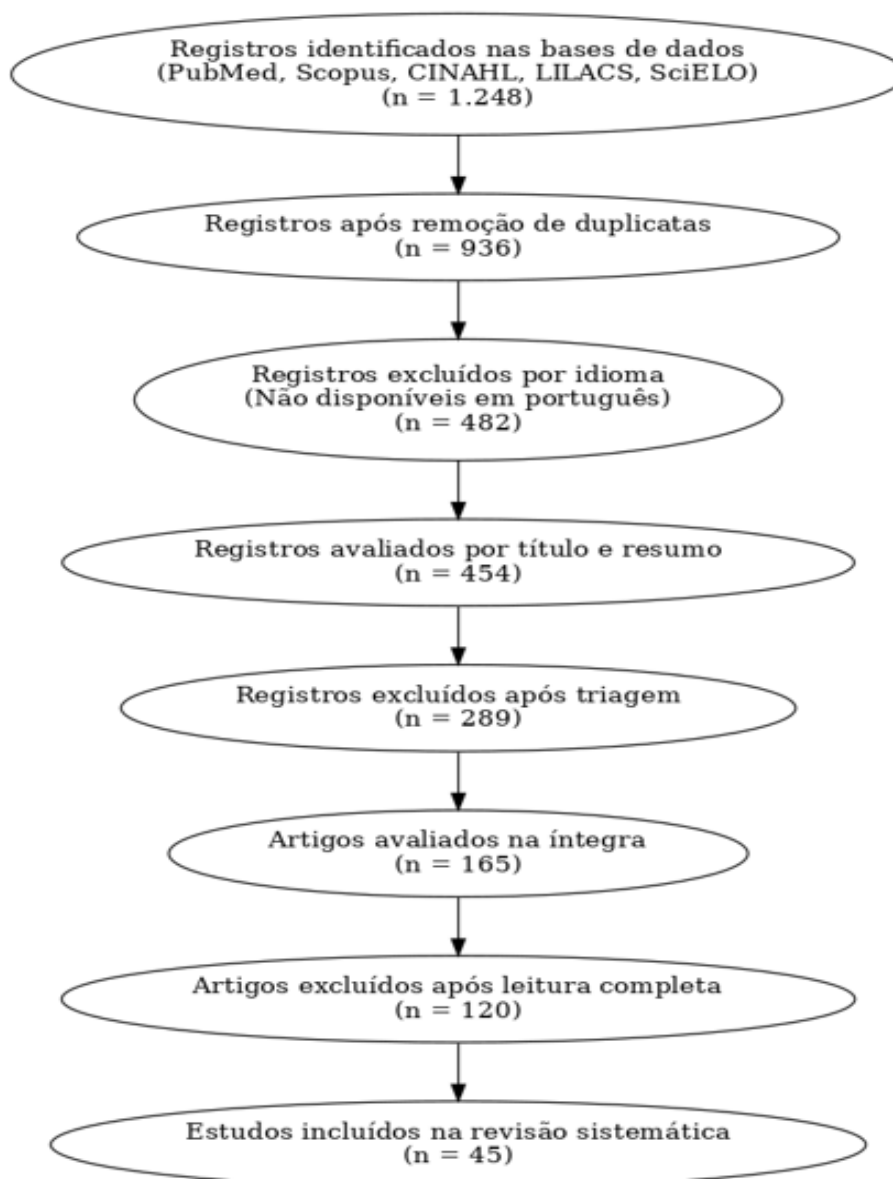 Registros identificados nas bases de dados
(PubMed, Scopus, CINAHL, LILACS, SciELO)
(n = 1.248)
Registros após remoção de duplicatas
(n = 936)
Registros excluídos por idioma
(Não disponíveis em português)
(n = 482)
Registros avaliados por título e resumo
(n = 454)
Registros excluídos após triagem
(n = 289)
Artigos avaliados na íntegra
(n = 165)
Artigos excluídos após leitura completa
(n = 120)
Estudos incluídos na revisão sistemática
(n = 45)